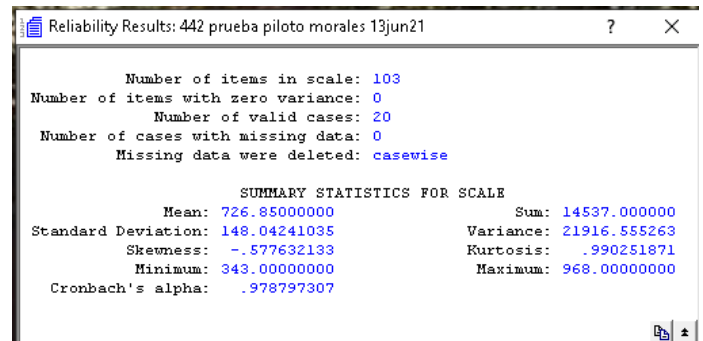 Reliability Results: 442 prueba piloto morales 13jun21 ? ×
Number of items in scale: 103
Number of items with zero variance: 0
Number of valid cases: 20
Number of cases with missing data: 0
Missing data were deleted: casewise
SUMMARY STATISTICS FOR SCALE
Mean: 726.85000000 Sum: 14537.000000
Standard Deviation: 148.04241035 Variance: 21916.555263
Skewness: -.577632133 Kurtosis: .990251871
Minimum: 343.00000000 Maximum: 968.00000000
Cronbach's alpha: .978797307